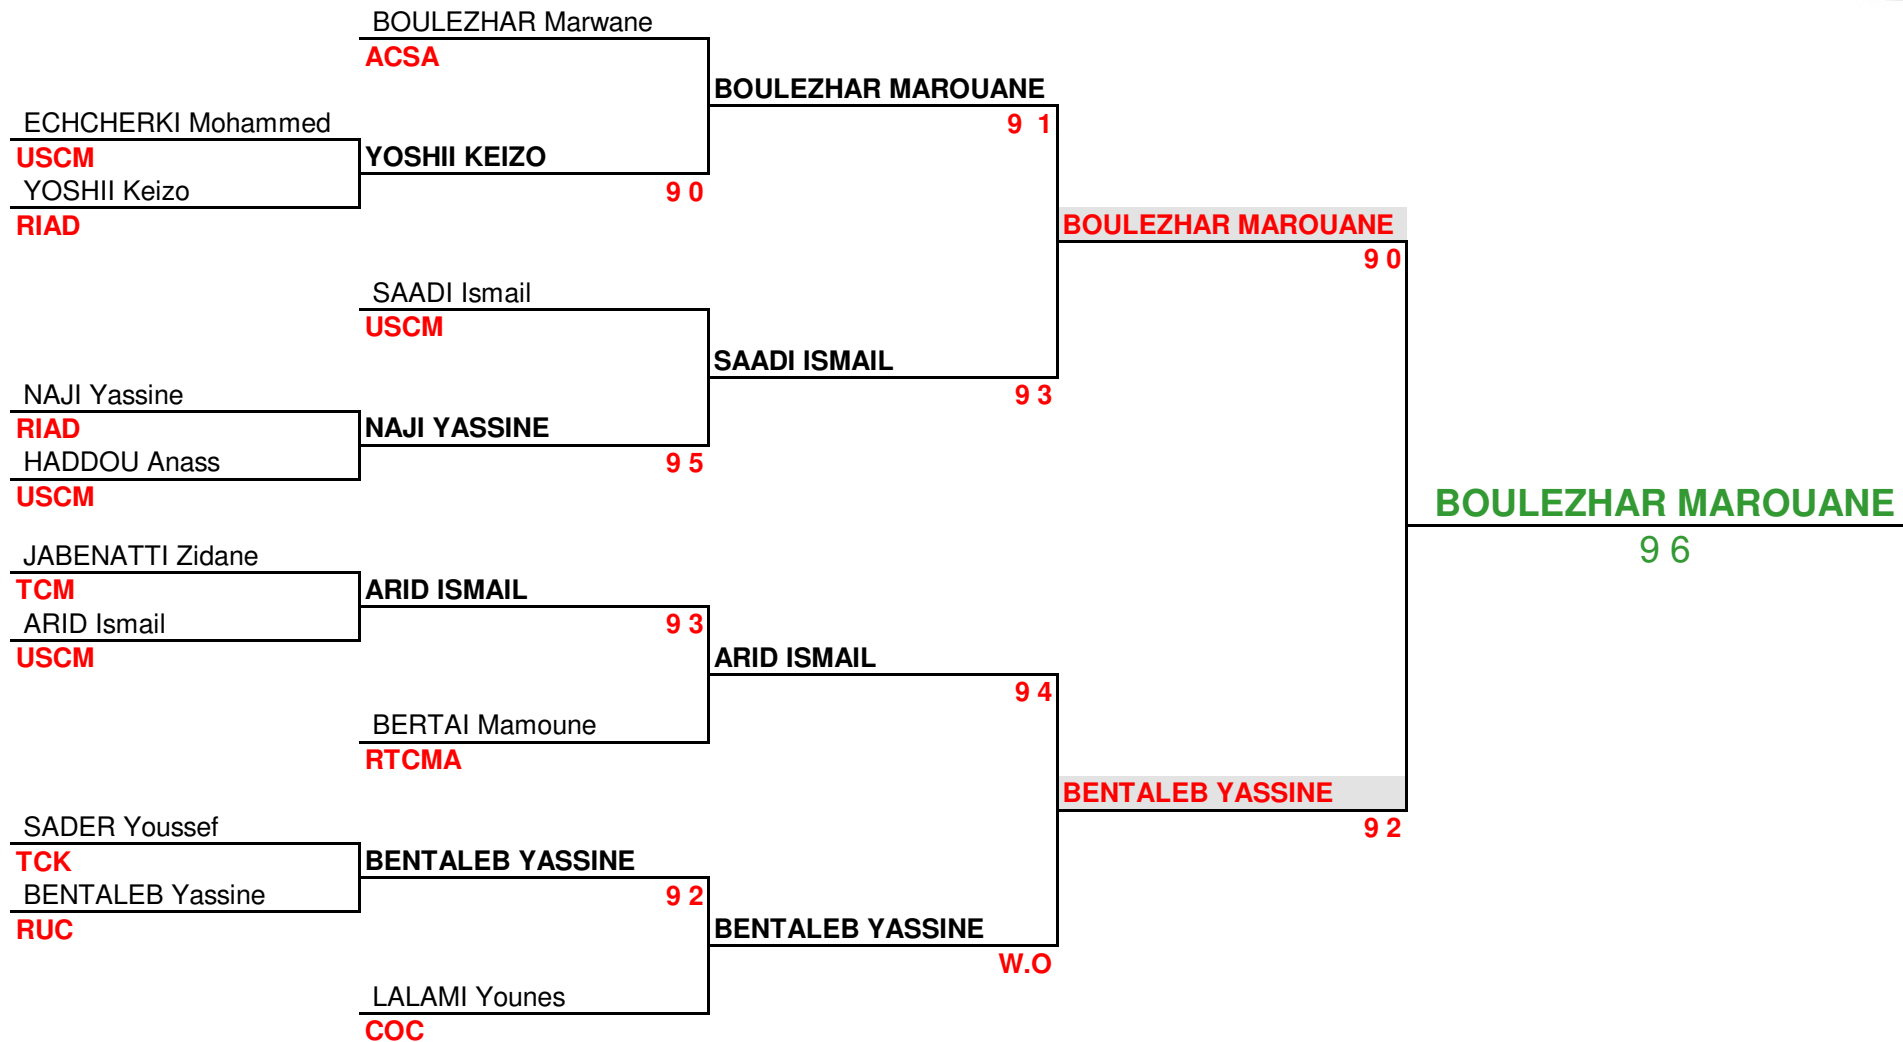 BOULEZHAR Marwane
ACSA
BOULEZHAR MAROUANE
9 1
ECHCHERKI Mohammed
USCM
YOSHII KEIZO
9 0
YOSHII Keizo
RIAD
BOULEZHAR MAROUANE
9 0
SAADI Ismail
USCM
SAADI ISMAIL
9 3
NAJI Yassine
RIAD
NAJI YASSINE
9 5
HADDOU Anass
USCM
BOULEZHAR MAROUANE
9 6
JABENATTI Zidane
TCM
ARID ISMAIL
9 3
ARID Ismail
USCM
ARID ISMAIL
9 4
BERTAI Mamoune
RTCMA
BENTALEB YASSINE
9 2
SADER Youssef
TCK
BENTALEB YASSINE
9 2
BENTALEB Yassine
RUC
BENTALEB YASSINE
W.O
LALAMI Younes
COC